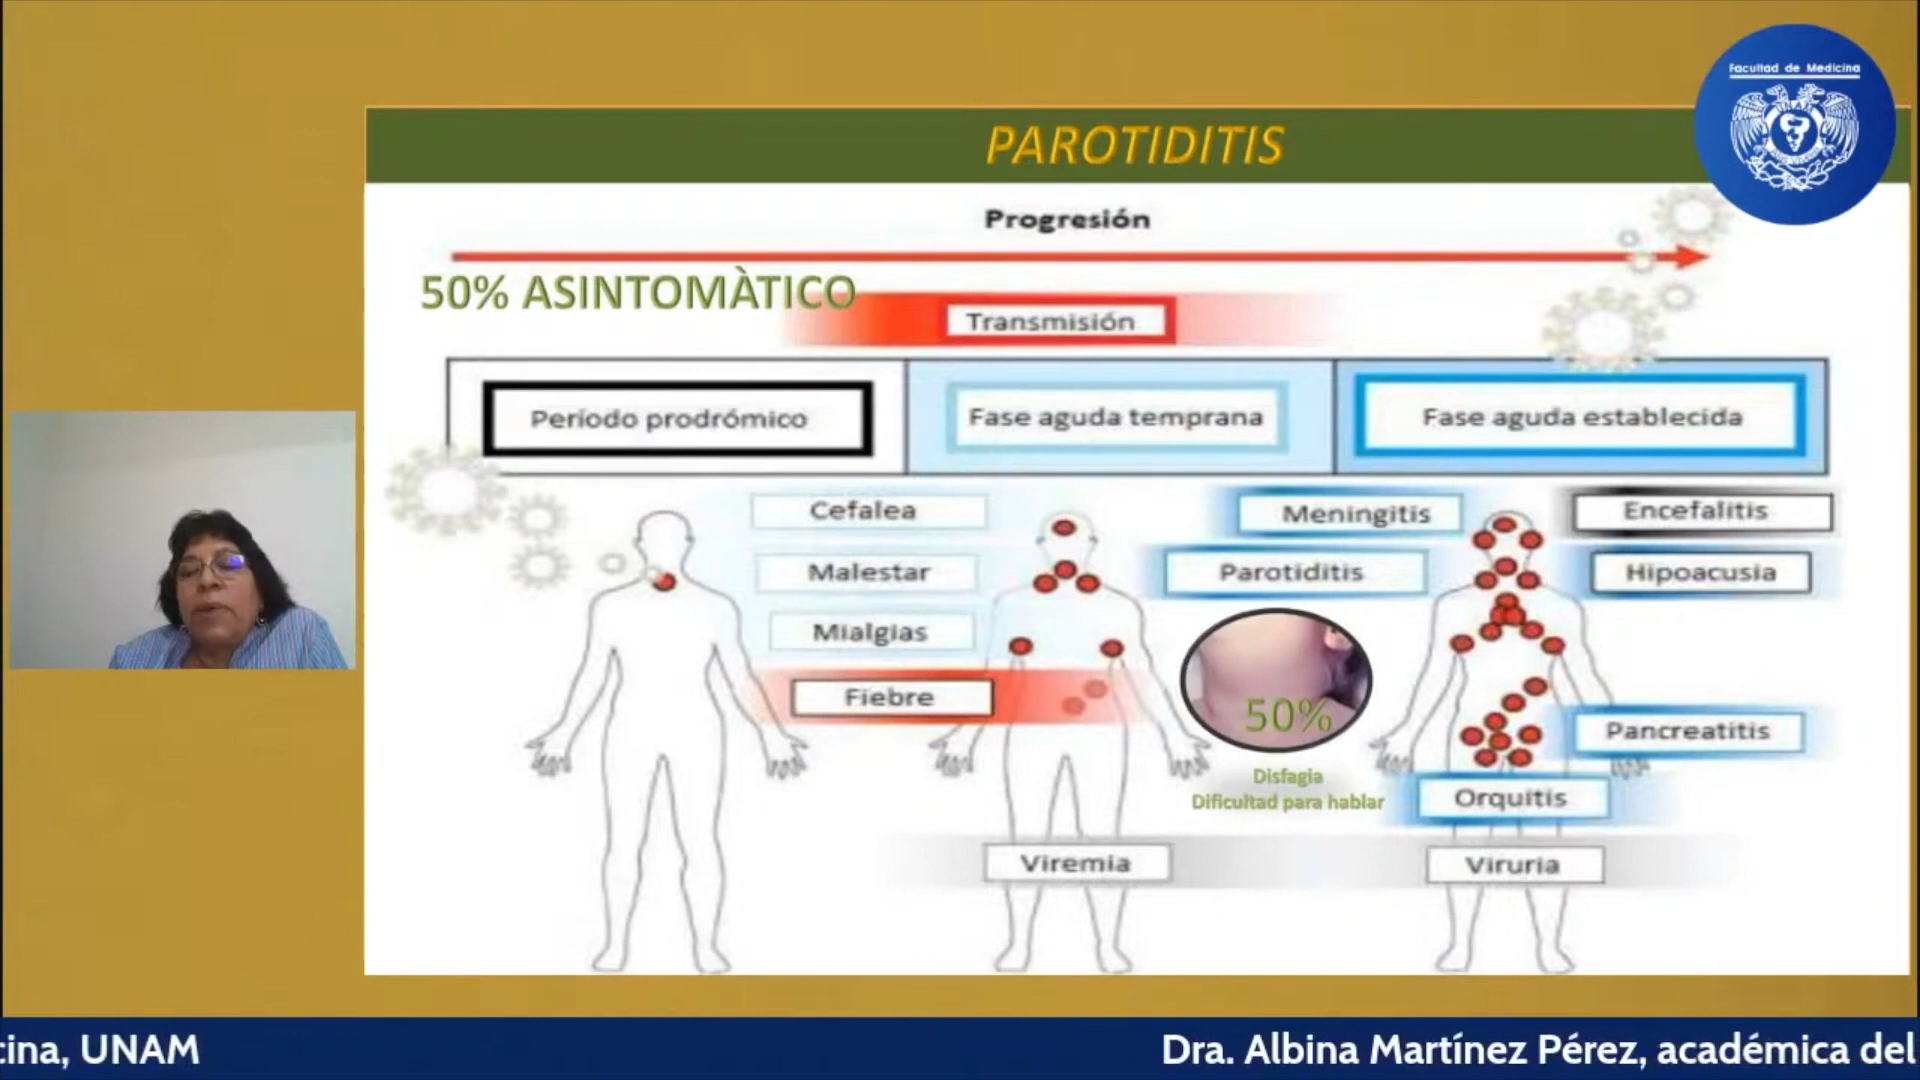 Facultad de Medicina
PAROTIDITIS
Progresión
50% ASINTOMÀTICO
Transmisión
Período prodrómico
Fase aguda temprana
Fase aguda establecida
Cefalea
Meningitis
Encefalitis
Malestar
Parotiditis
Hipoacusia
Mialgias
Fiebre
50%
Pancreatitis
Disfagia
Dificultad para hablar
Orquitis
Viremia
Viruria
cina, UNAM
Dra. Albina Martínez Pérez, académica del